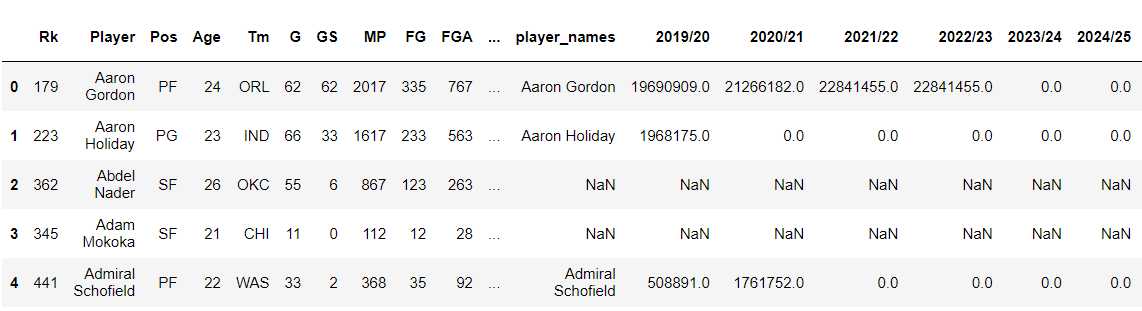 Rk Player Pos Age Tm G GS MP FG FGA ... player_names 2019/20 2020/21 2021/22 2022/23 2023/24 2024/25
0 179 Aaron Gordon PF 24 ORL 62 62 2017 335 767 ... Aaron Gordon 19690909.0 21266182.0 22841455.0 22841455.0 0.0 0.0
1 223 Aaron Holiday PG 23 IND 66 33 1617 233 563 ... Aaron Holiday 1968175.0 0.0 0.0 0.0 0.0 0.0
2 362 Abdel Nader SF 26 OKC 55 6 867 123 263 ... NaN NaN NaN NaN NaN NaN NaN
3 345 Adam Mokoka SF 21 CHI 11 0 112 12 28 ... NaN NaN NaN NaN NaN NaN NaN
4 441 Admiral Schofield PF 22 WAS 33 2 368 35 92 ... Admiral Schofield 508891.0 1761752.0 0.0 0.0 0.0 0.0